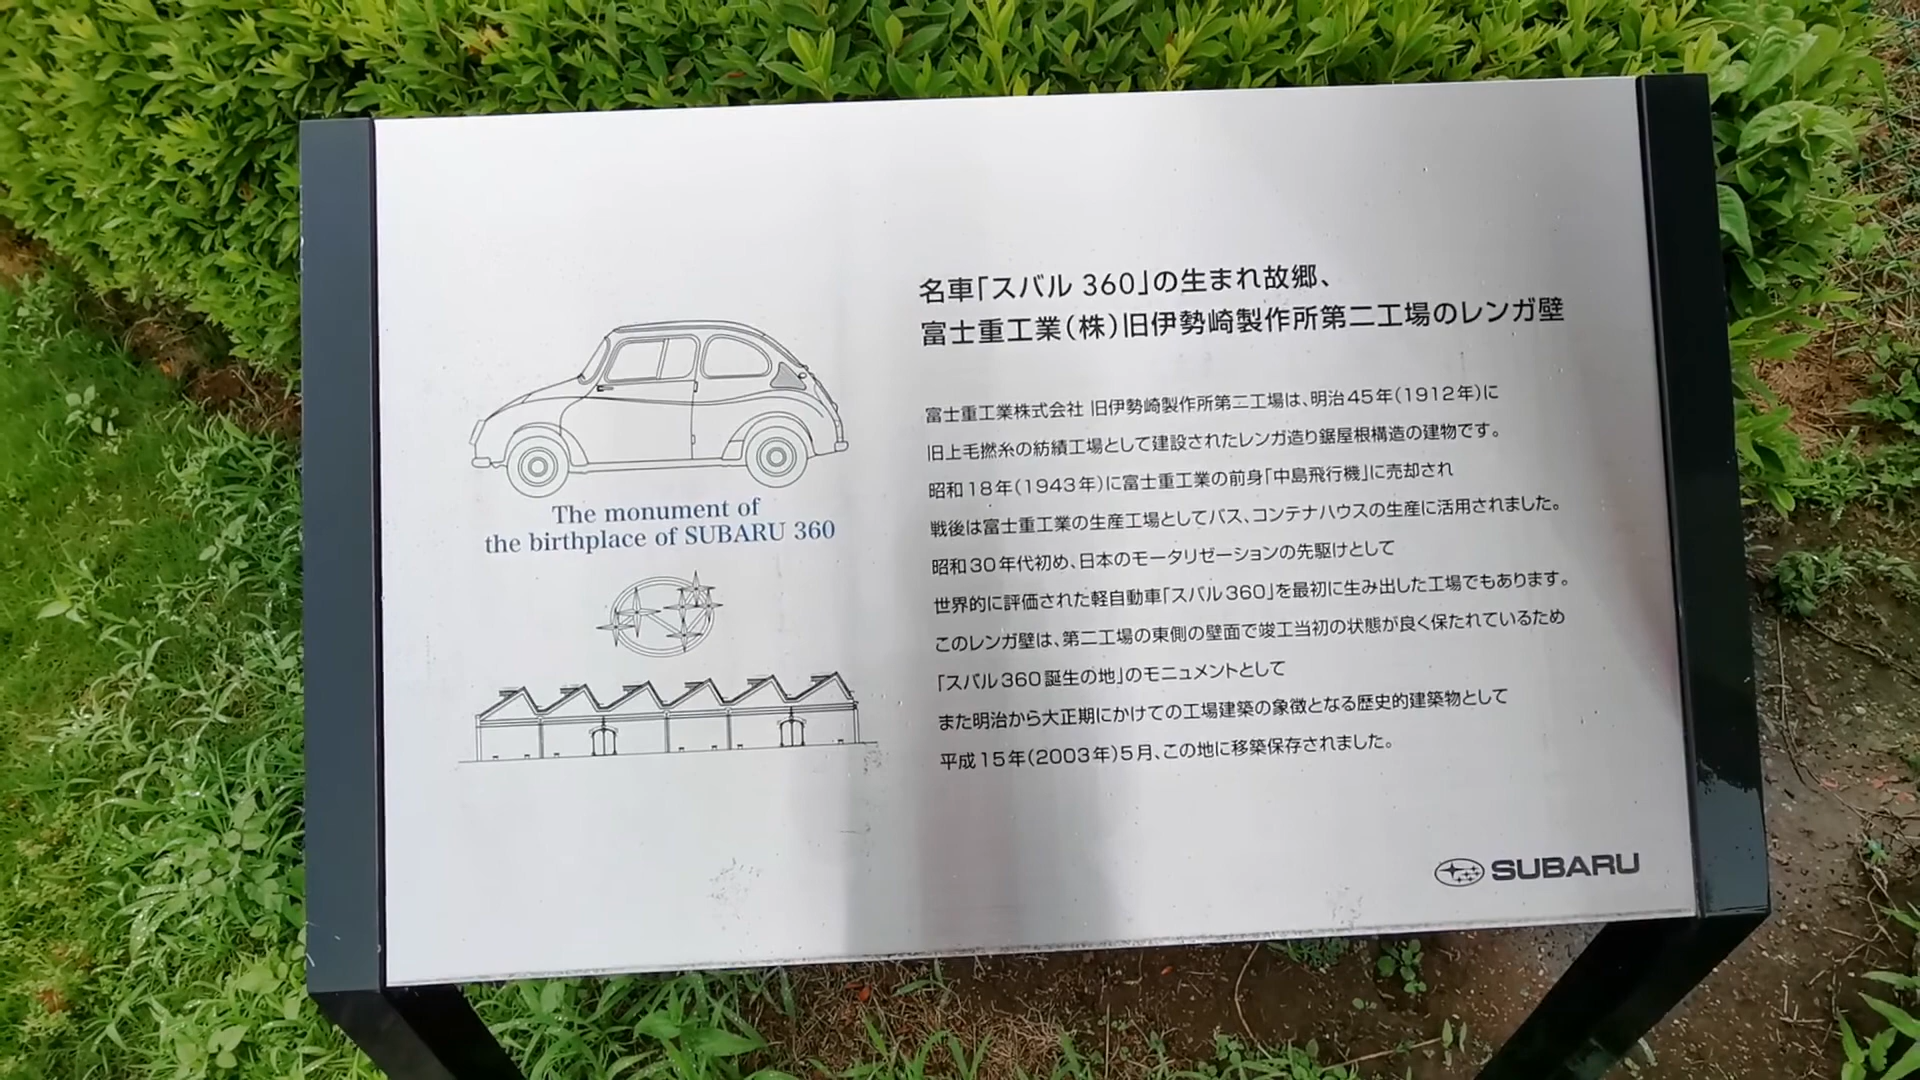 名車「スバル 360」の生まれ故郷、
富士重工業(株)旧伊勢崎製作所第二工場のレンガ壁
富士重工業株式会社 旧伊勢崎製作所第二工場は、明治45年(1912年)に
旧上毛撚糸の紡績工場として建設されたレンガ造り鋸屋根構造の建物です。
昭和18年(1943年)に富士重工業の前身「中島飛行機」に売却され
戦後は富士重工業の生産工場としてバス、コンテナハウスの生産に活用されました。
昭和30年代初め、日本のモータリゼーションの先駆けとして
世界的に評価された軽自動車「スバル360」を最初に生み出した工場でもあります。
このレンガ壁は、第二工場の東側の壁面で竣工当初の状態が良く保たれているため
「スバル360誕生の地」のモニュメントとして
また明治から大正期にかけての工場建築の象徴となる歴史的建築物として
平成15年(2003年)5月、この地に移築保存されました。
The monument of
the birthplace of SUBARU 360
SUBARU